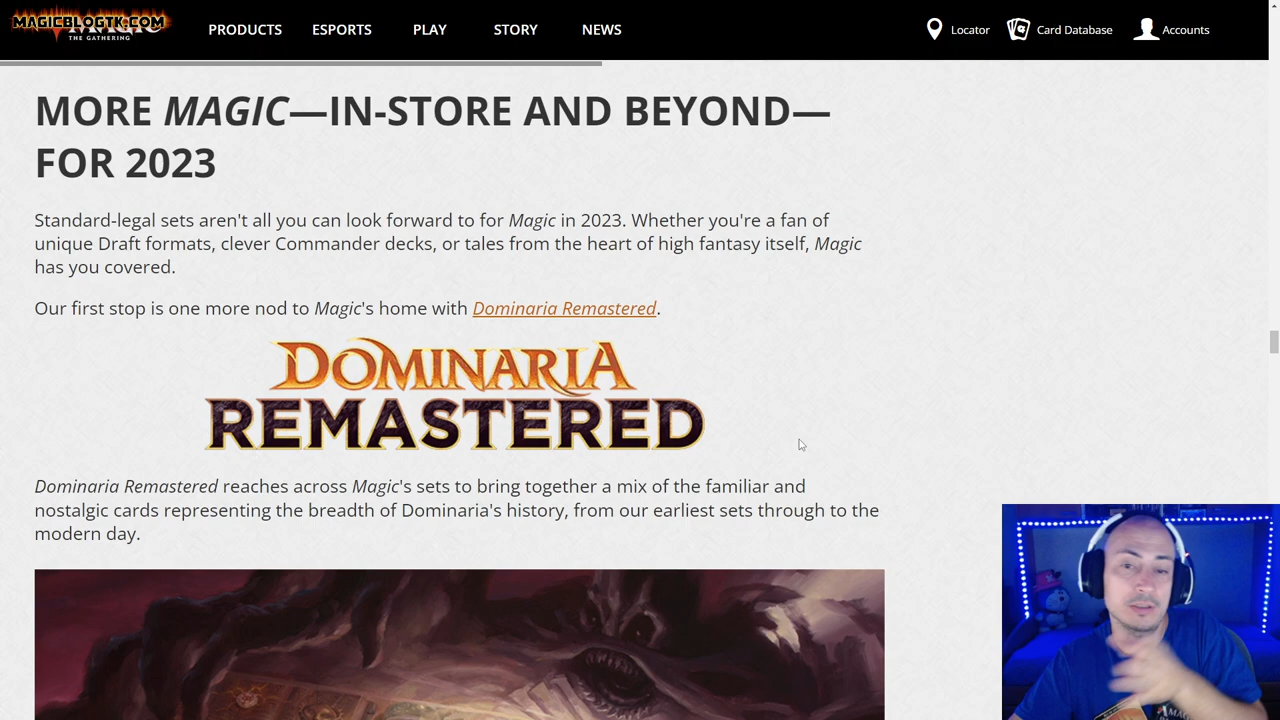 MAGICBLOGTK.COM
THE GATHERING
PRODUCTS
ESPORTS
PLAY
STORY
NEWS
Locator
Card Database
Accounts
MORE MAGIC—IN-STORE AND BEYOND—
FOR 2023
Standard-legal sets aren't all you can look forward to for Magic in 2023. Whether you're a fan of
unique Draft formats, clever Commander decks, or tales from the heart of high fantasy itself, Magic
has you covered.
Our first stop is one more nod to Magic's home with Dominaria Remastered.
DOMINARIA
REMASTERED
Dominaria Remastered reaches across Magic's sets to bring together a mix of the familiar and
nostalgic cards representing the breadth of Dominaria's history, from our earliest sets through to the
modern day.